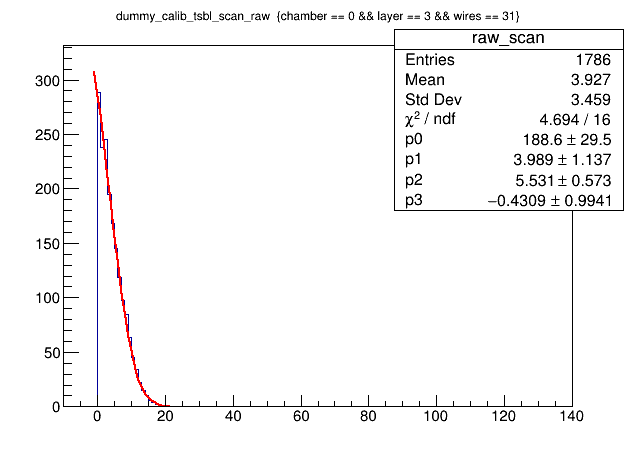 dummy_calib_tsbl_scan_raw {chamber == 0 && layer == 3 && wires == 31}
raw_scan
Entries 1786
Mean 3.927
Std Dev 3.459
χ² / ndf 4.694 / 16
p0 188.6 ± 29.5
p1 3.989 ± 1.137
p2 5.531 ± 0.573
p3 −0.4309 ± 0.9941
300
250
200
150
100
50
0
0 20 40 60 80 100 120 140